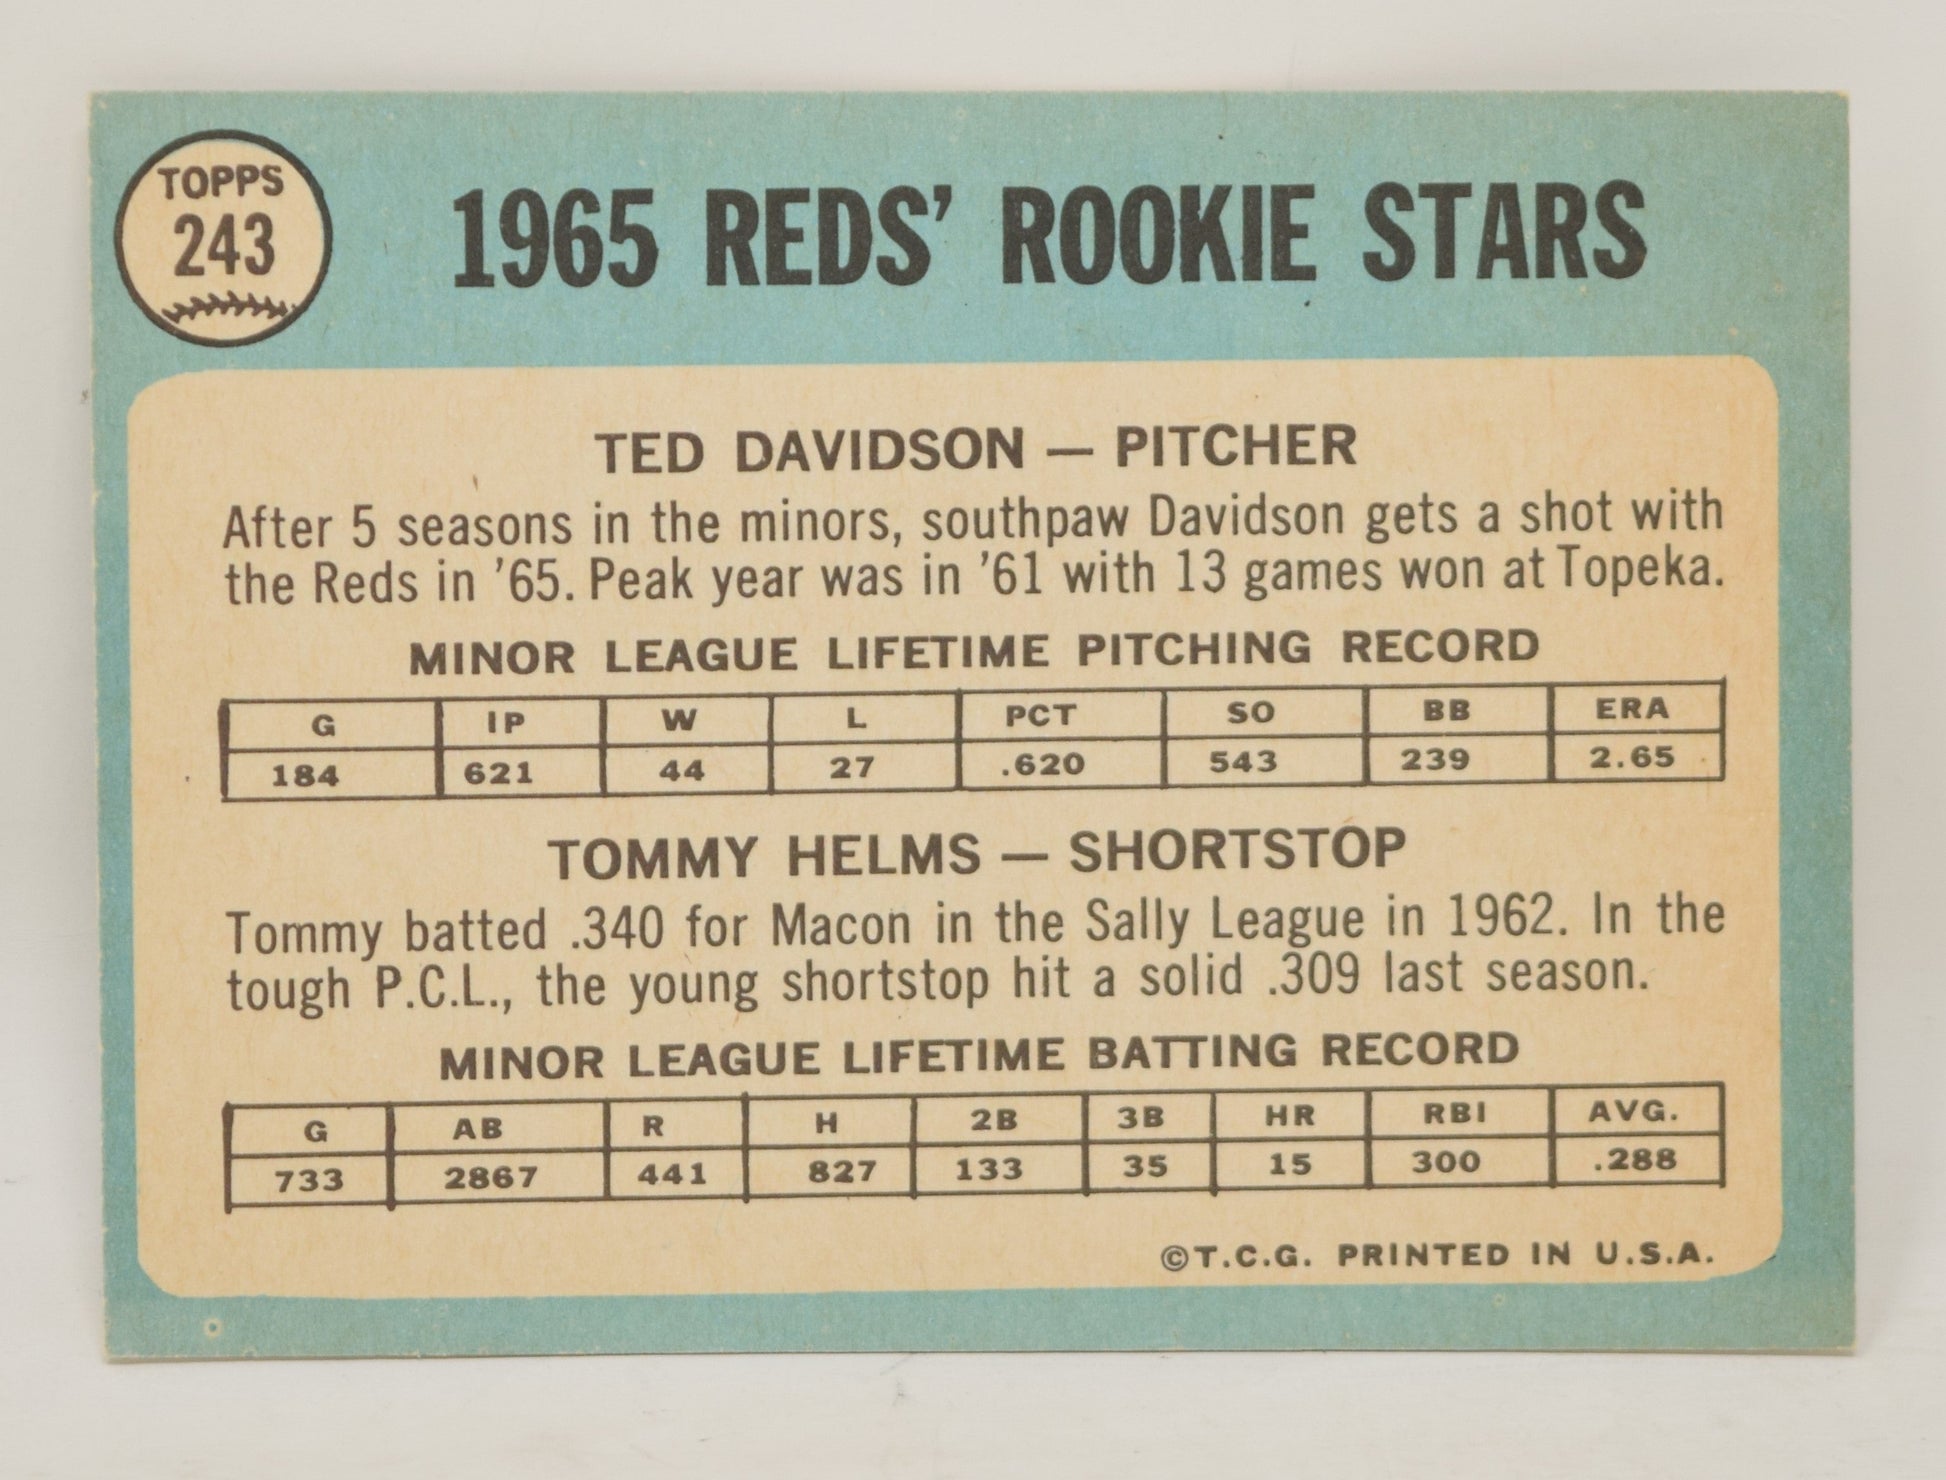 TOPPS
243
1965 REDS' ROOKIE STARS
TED DAVIDSON — PITCHER
After 5 seasons in the minors, southpaw Davidson gets a shot with
the Reds in '65. Peak year was in '61 with 13 games won at Topeka.
MINOR LEAGUE LIFETIME PITCHING RECORD
G IP W L PCT SO BB ERA
184 621 44 27 .620 543 239 2.65
TOMMY HELMS — SHORTSTOP
Tommy batted .340 for Macon in the Sally League in 1962. In the
tough P.C.L., the young shortstop hit a solid .309 last season.
MINOR LEAGUE LIFETIME BATTING RECORD
G AB R H 2B 3B HR RBI AVG.
733 2867 441 827 133 35 15 300 .288
©T.C.G. PRINTED IN U.S.A.